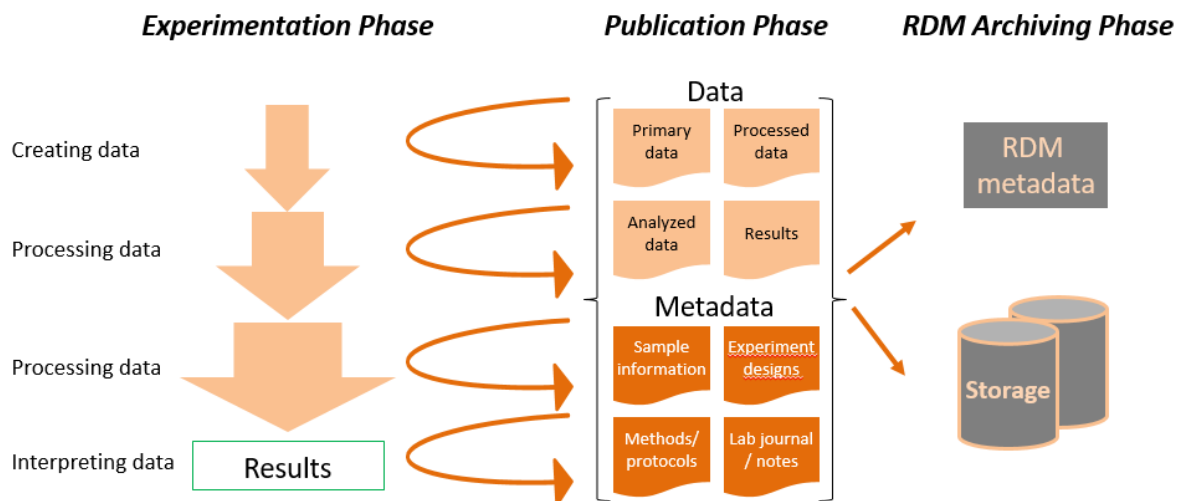 Experimentation Phase
Publication Phase
RDM Archiving Phase
Creating data
Processing data
Processing data
Interpreting data
Results
Data
Primary
data
Processed
data
Analyzed
data
Results
Metadata
Sample
information
Experiment
designs
Methods/
protocols
Lab journal
/ notes
RDM
metadata
Storage